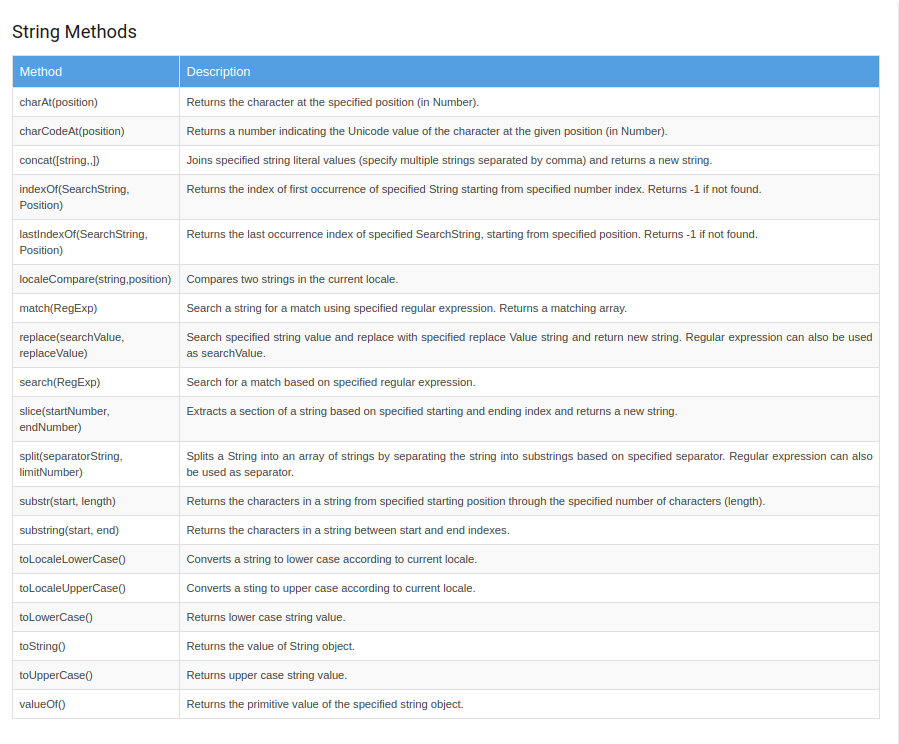 String Methods
Method Description
charAt(position) Returns the character at the specified position (in Number).
charCodeAt(position) Returns a number indicating the Unicode value of the character at the given position (in Number).
concat([string,,]) Joins specified string literal values (specify multiple strings separated by comma) and returns a new string.
indexOf(SearchString, Returns the index of first occurrence of specified String starting from specified number index. Returns -1 if not found.
Position)
lastIndexOf(SearchString, Returns the last occurrence index of specified SearchString, starting from specified position. Returns -1 if not found.
Position)
localeCompare(string,position) Compares two strings in the current locale.
match(RegExp) Search a string for a match using specified regular expression. Returns a matching array.
replace(searchValue, Search specified string value and replace with specified replace Value string and return new string. Regular expression can also be used
replaceValue) as searchValue.
search(RegExp) Search for a match based on specified regular expression.
slice(startNumber, Extracts a section of a string based on specified starting and ending index and returns a new string.
endNumber)
split(separatorString, Splits a String into an array of strings by separating the string into substrings based on specified separator. Regular expression can also
limitNumber) be used as separator.
substr(start, length) Returns the characters in a string from specified starting position through the specified number of characters (length).
substring(start, end) Returns the characters in a string between start and end indexes.
toLocaleLowerCase() Converts a string to lower case according to current locale.
toLocaleUpperCase() Converts a sting to upper case according to current locale.
toLowerCase() Returns lower case string value.
toString() Returns the value of String object.
toUpperCase() Returns upper case string value.
valueOf() Returns the primitive value of the specified string object.